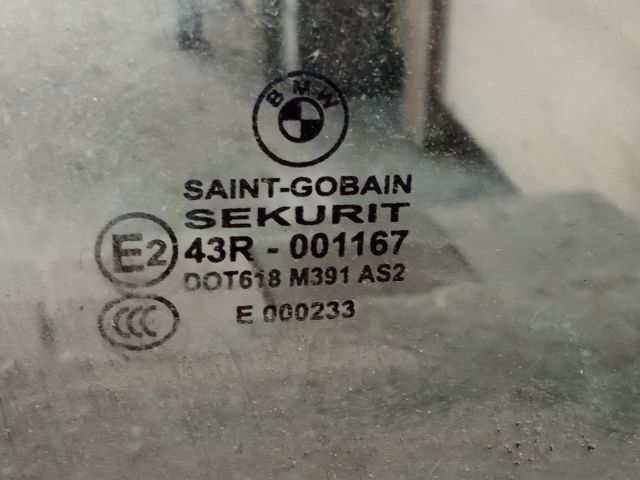 BMW
SAINT-GOBAIN
SEKURIT
E2 43R - 001167
DOT618 M391 AS2
CCC E 000233